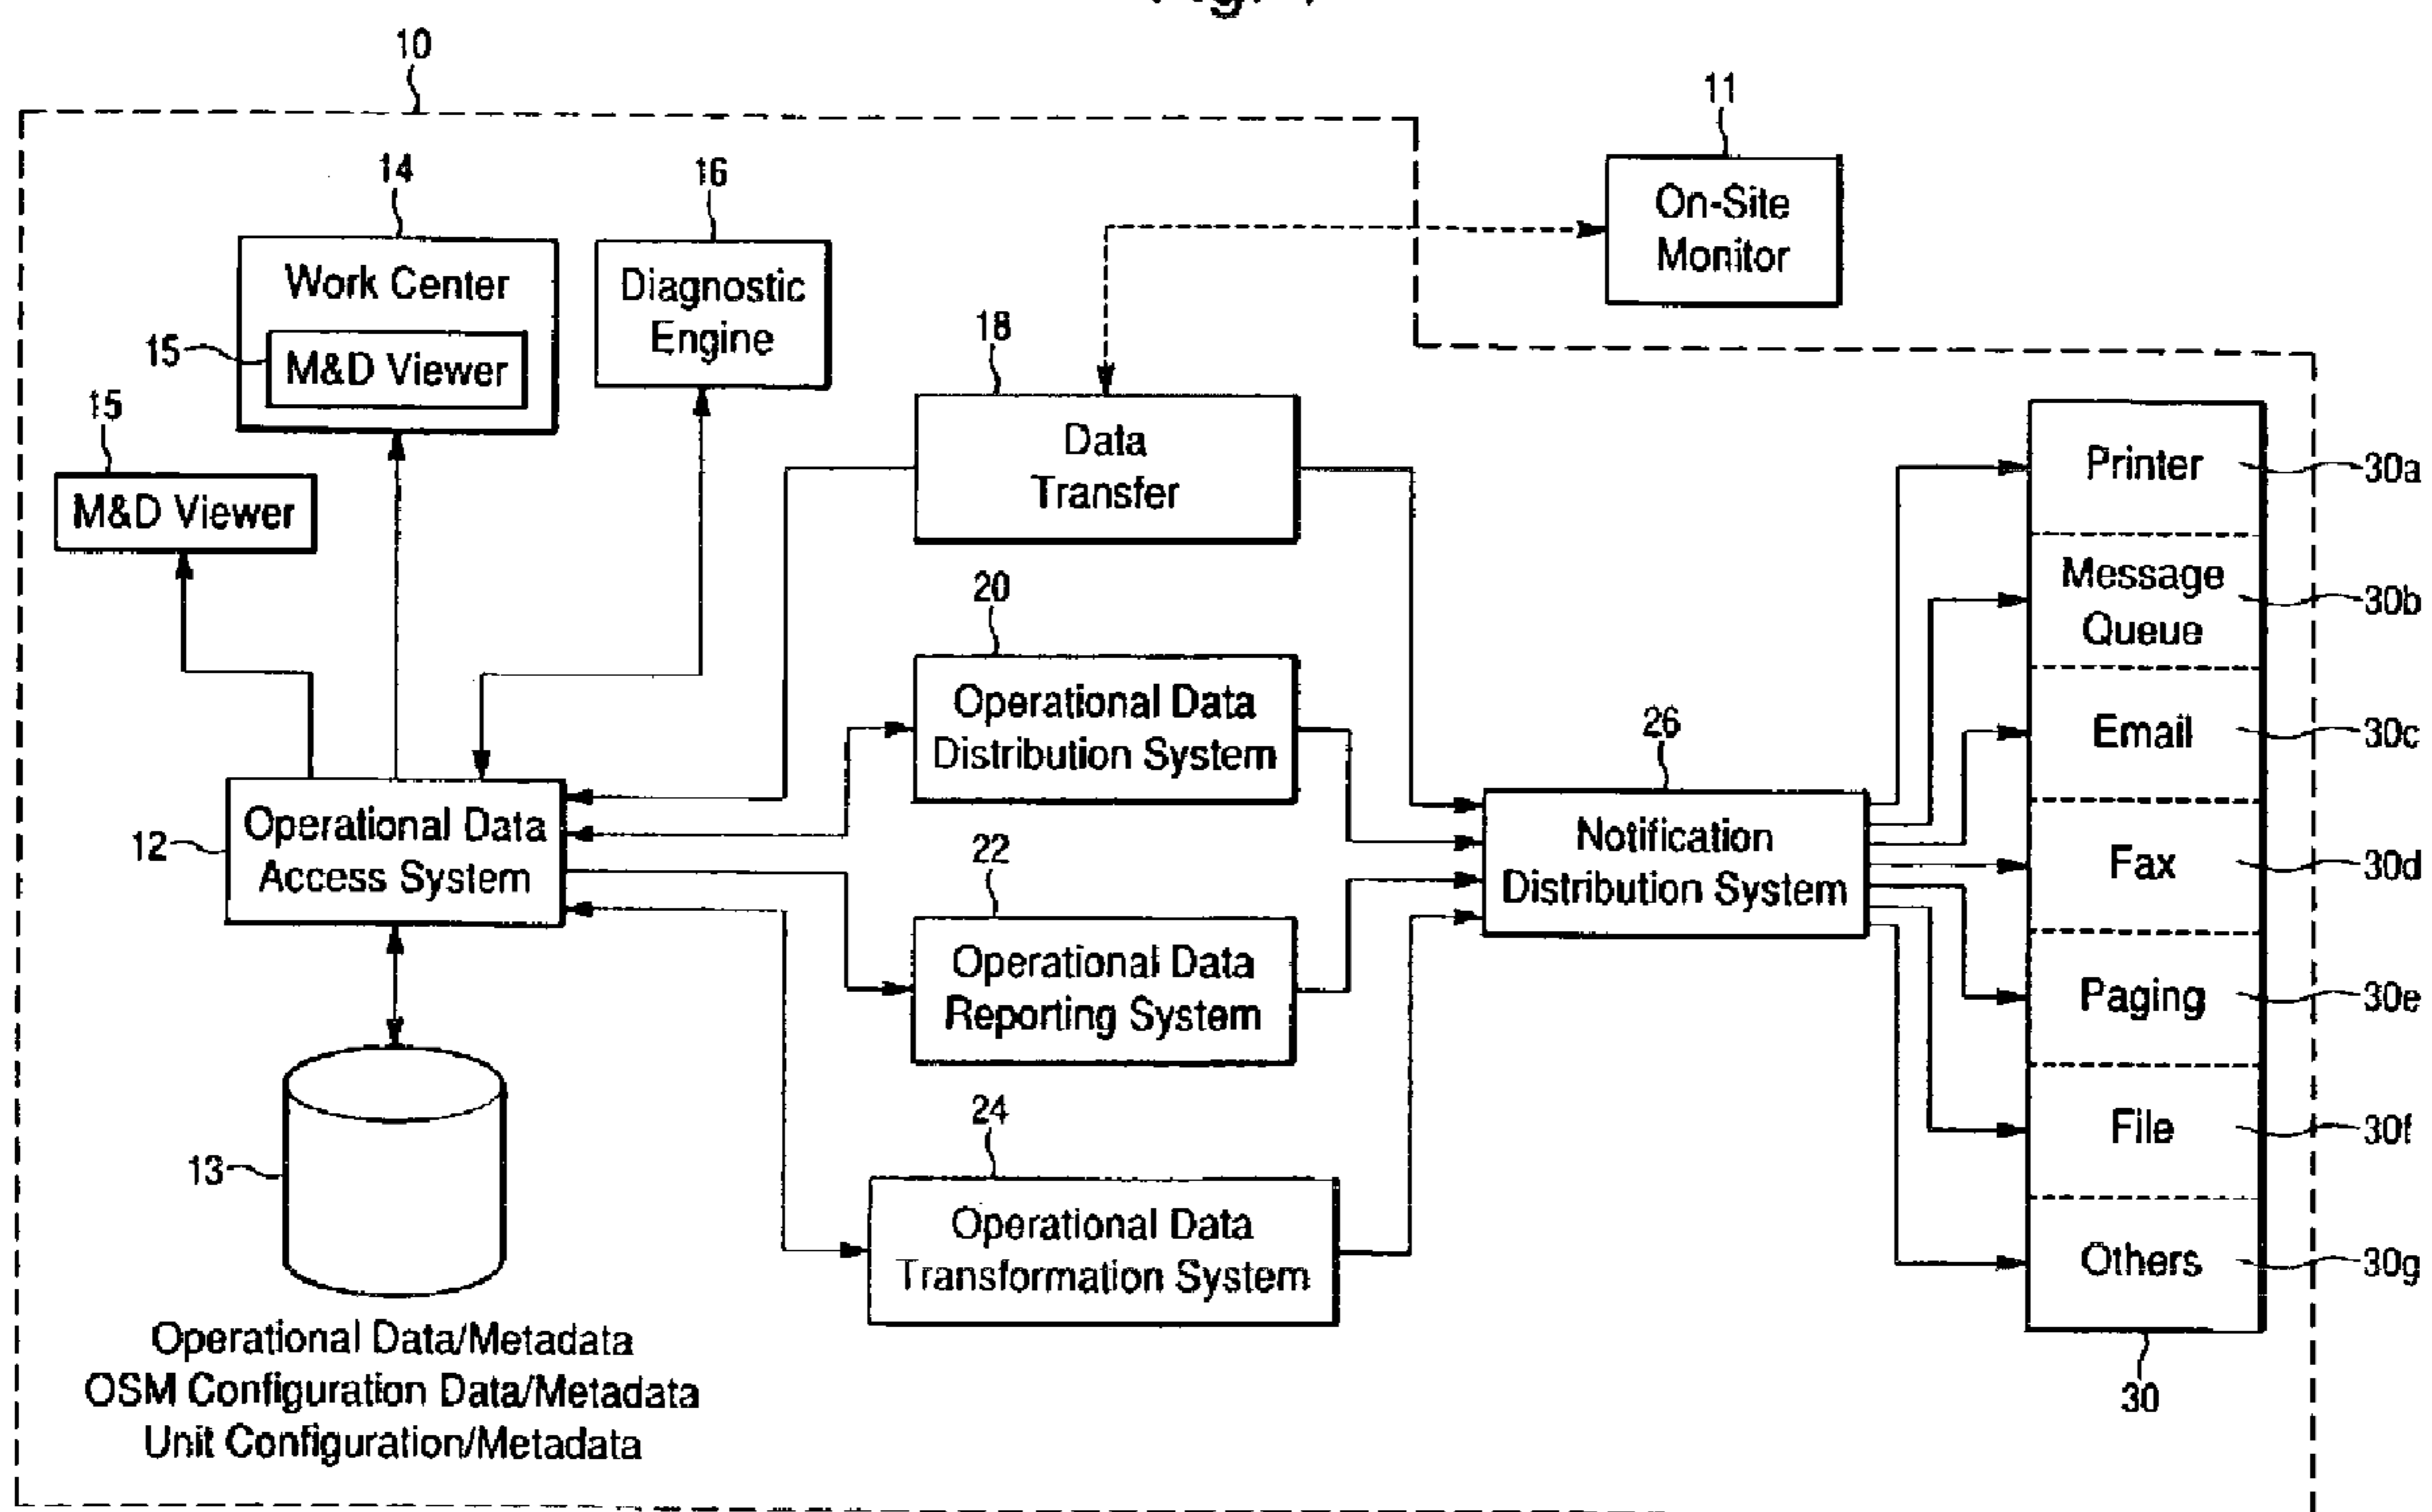 10
11
14
16
Work Center
Diagnostic
Engine
On-Site
Monitor
15
M&D Viewer
18
15
M&D Viewer
Data
Transfer
Printer
30a
Message
Queue
30b
20
Operational Data
Distribution System
Email
30c
26
12
Operational Data
Access System
22
Notification
Distribution System
Fax
30d
Operational Data
Reporting System
Paging
30e
13
24
File
30f
Operational Data
Transformation System
Others
30g
Operational Data/Metadata
OSM Configuration Data/Metadata
Unit Configuration/Metadata
30